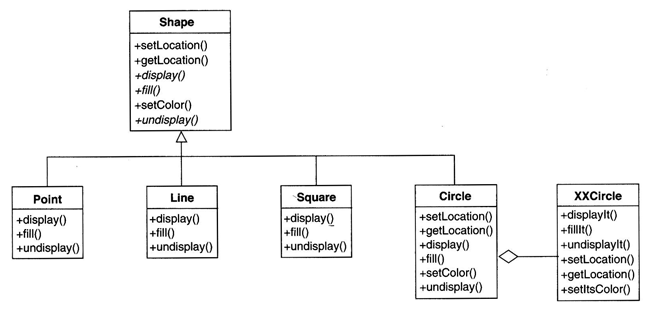 Shape
+setLocation()
+getLocation()
+display()
+fill()
+setColor()
+undisplay()
Point
+display()
+fill()
+undisplay()
Line
+display()
+fill()
+undisplay()
Square
+display()
+fill()
+undisplay()
Circle
+setLocation()
+getLocation()
+display()
+fill()
+setColor()
+undisplay()
XXCircle
+displayIt()
+fillIt()
+undisplayIt()
+setLocation()
+getLocation()
+setItsColor()